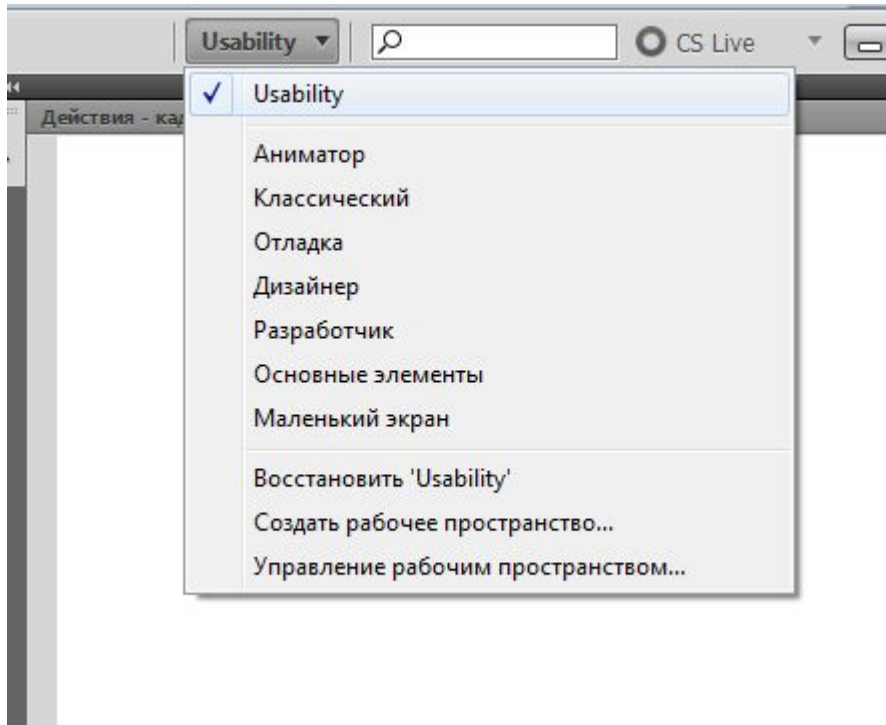 Usability
CS Live
Usability
Действия -
Аниматор
Классический
Отладка
Дизайнер
Разработчик
Основные элементы
Маленький экран
Восстановить 'Usability'
Создать рабочее пространство...
Управление рабочим пространством...